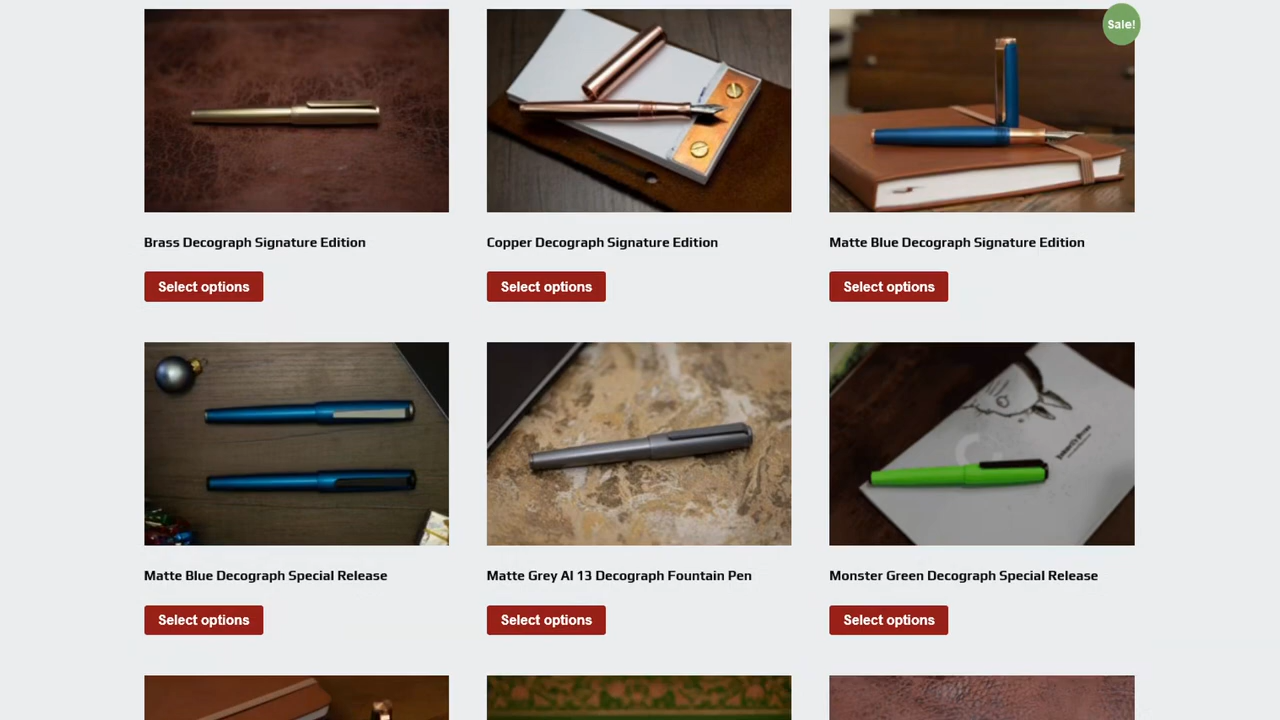 Sale!
Brass Decograph Signature Edition
Copper Decograph Signature Edition
Matte Blue Decograph Signature Edition
Select options
Select options
Select options
Matte Blue Decograph Special Release
Matte Grey Al 13 Decograph Fountain Pen
Monster Green Decograph Special Release
Select options
Select options
Select options